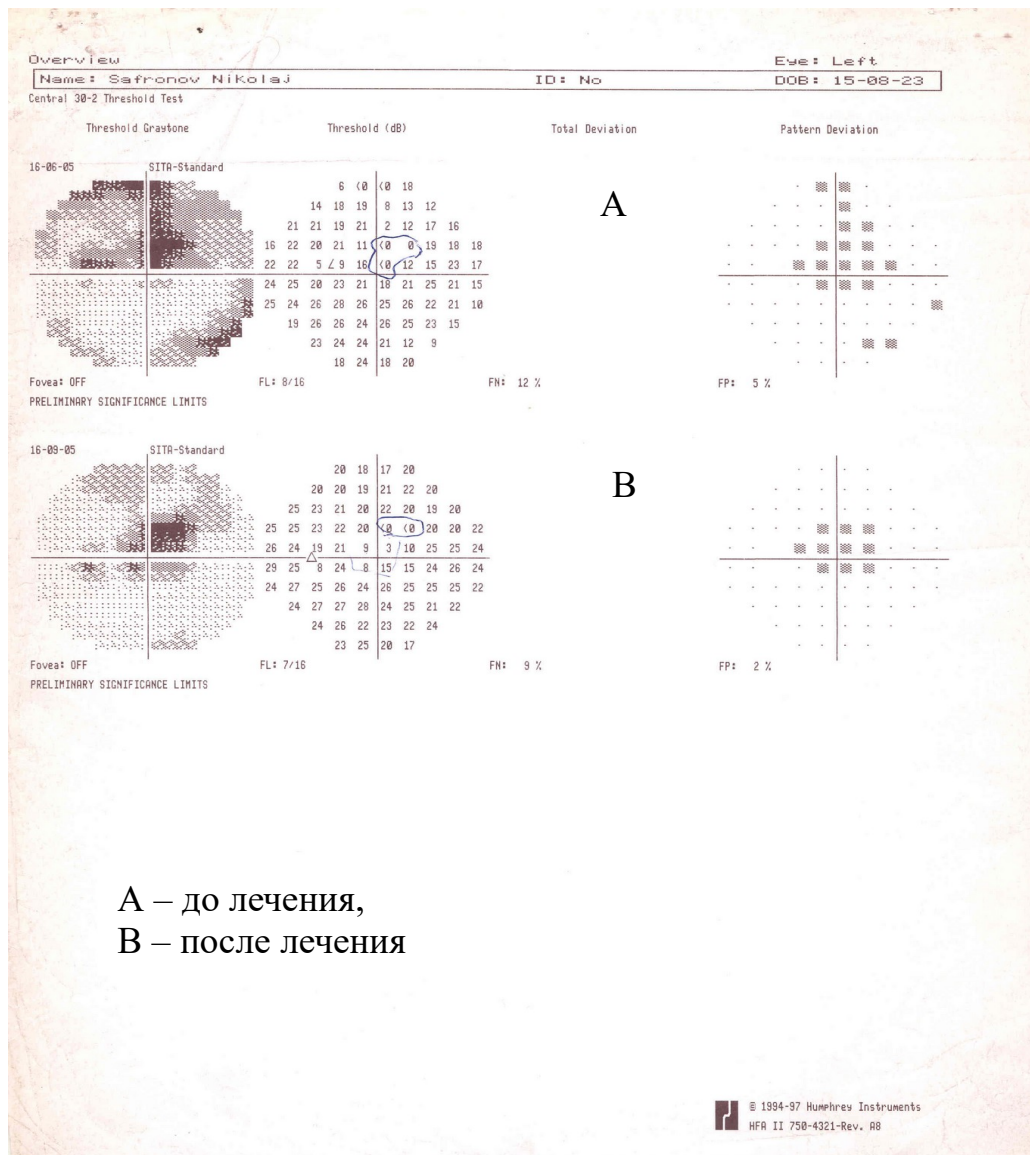 Overview Eye: Left
Name: Safronov Nikolaj ID: No DOB: 15-08-23
Central 30-2 Threshold Test
Threshold Graytone Threshold (dB) Total Deviation Pattern Deviation
16-06-05 SITA-Standard
A
6 <0 <0 18
14 18 19 8 13 12
21 21 19 21 2 12 17 16
16 22 20 21 11 <0 0 19 18 18
22 22 5 9 16 <0 12 15 23 17
24 25 20 23 21 18 21 25 21 15
25 24 26 28 26 25 26 22 21 10
19 26 26 24 26 25 23 15
23 24 24 21 12 9
18 24 18 20
Fovea: OFF FL: 8/16 FN: 12 % FP: 5 %
PRELIMINARY SIGNIFICANCE LIMITS
16-09-05 SITA-Standard
B
20 18 17 20
20 20 19 21 22 20
25 23 21 20 22 20 19 20
25 25 23 22 20 <0 <0 20 20 22
26 24 19 21 9 3 10 25 25 24
29 25 8 24 8 15 15 24 26 24
24 27 25 26 24 26 25 25 25 22
24 27 27 28 24 25 21 22
24 26 22 23 22 24
23 25 20 17
Fovea: OFF FL: 7/16 FN: 9 % FP: 2 %
PRELIMINARY SIGNIFICANCE LIMITS
А – до лечения,
В – после лечения
© 1994-97 Humphrey Instruments
HFA II 750-4321-Rev. A8